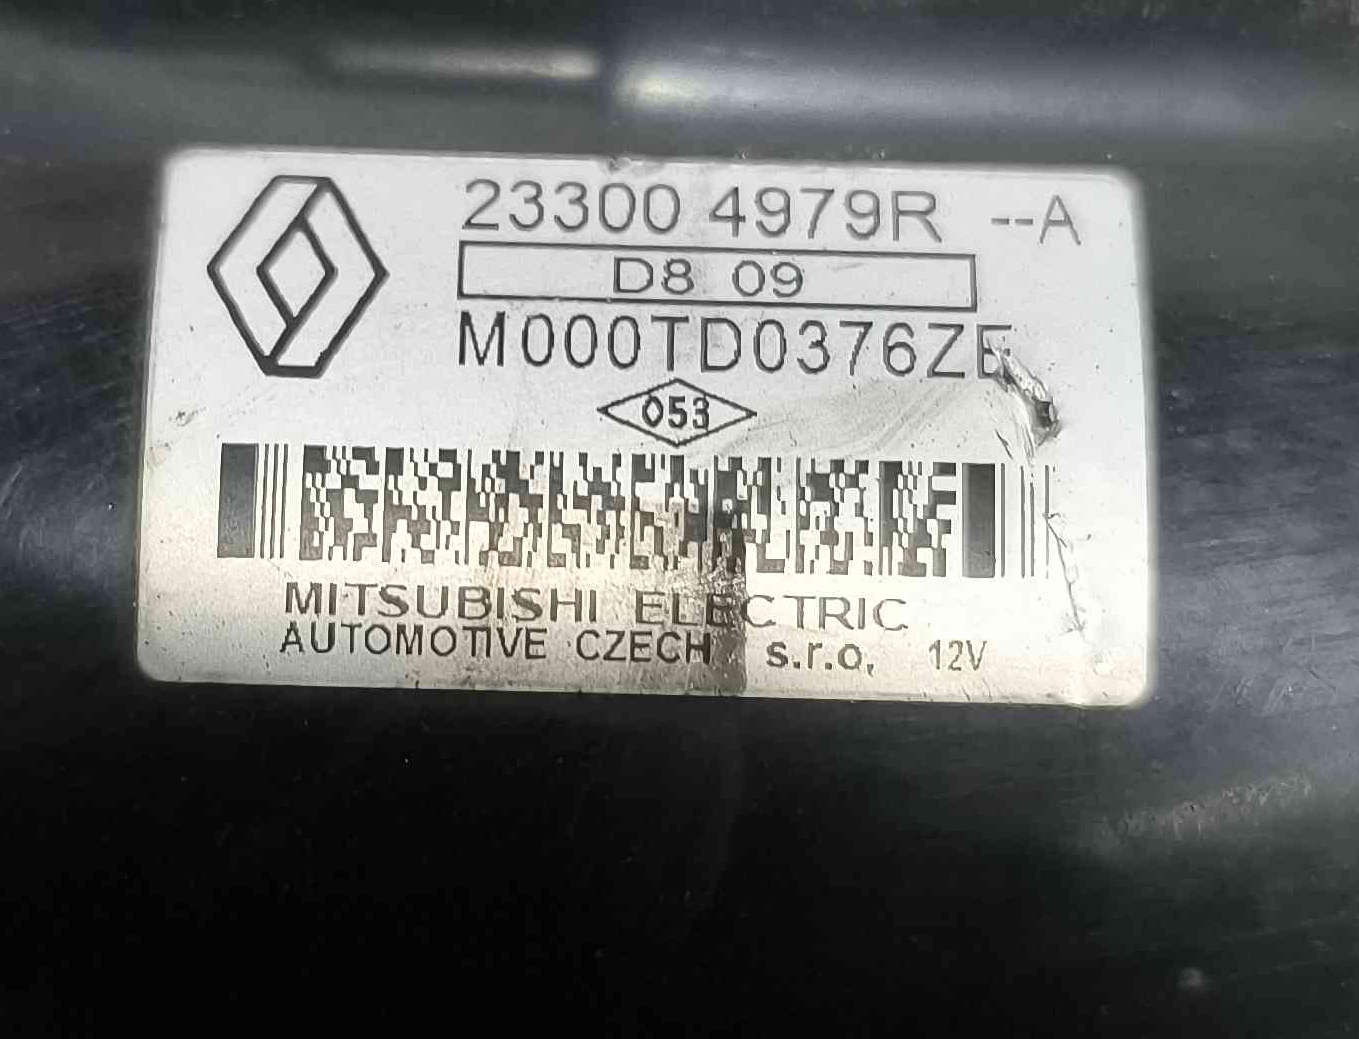 23300 4979R --A
D8 09
M000TD0376ZE
053
MITSUBISHI ELECTRIC
AUTOMOTIVE CZECH s.r.o. 12V